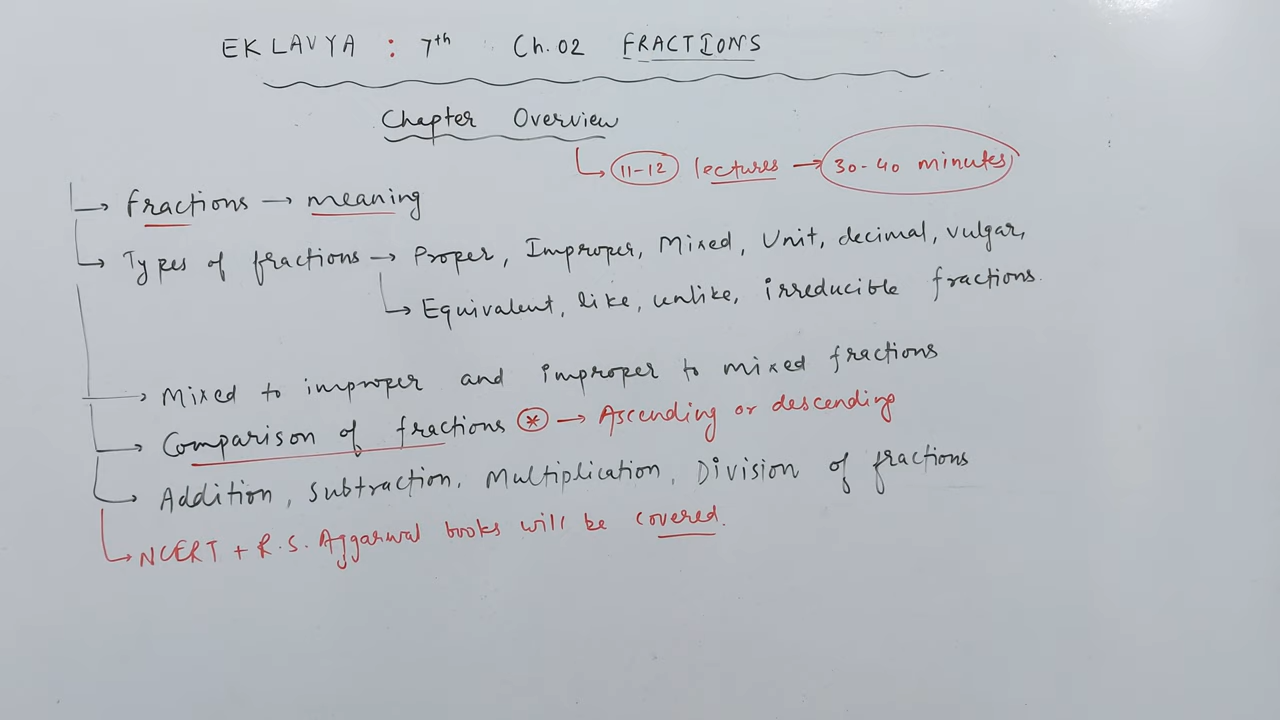 EKLAVYA : 7th Ch.02 FRACTIONS
Chapter Overview
↳ 11-12 lectures → 30-40 minutes
→ fractions → meaning
→ Types of fractions → Proper, Improper, Mixed, Unit, decimal, vulgar,
↳ Equivalent, like, unlike, irreducible fractions.
→ Mixed to improper and improper to mixed fractions
→ Comparison of fractions * → Ascending or descending
→ Addition, Subtraction, Multiplication, Division of fractions
→ NCERT + R.S. Aggarwal books will be covered.